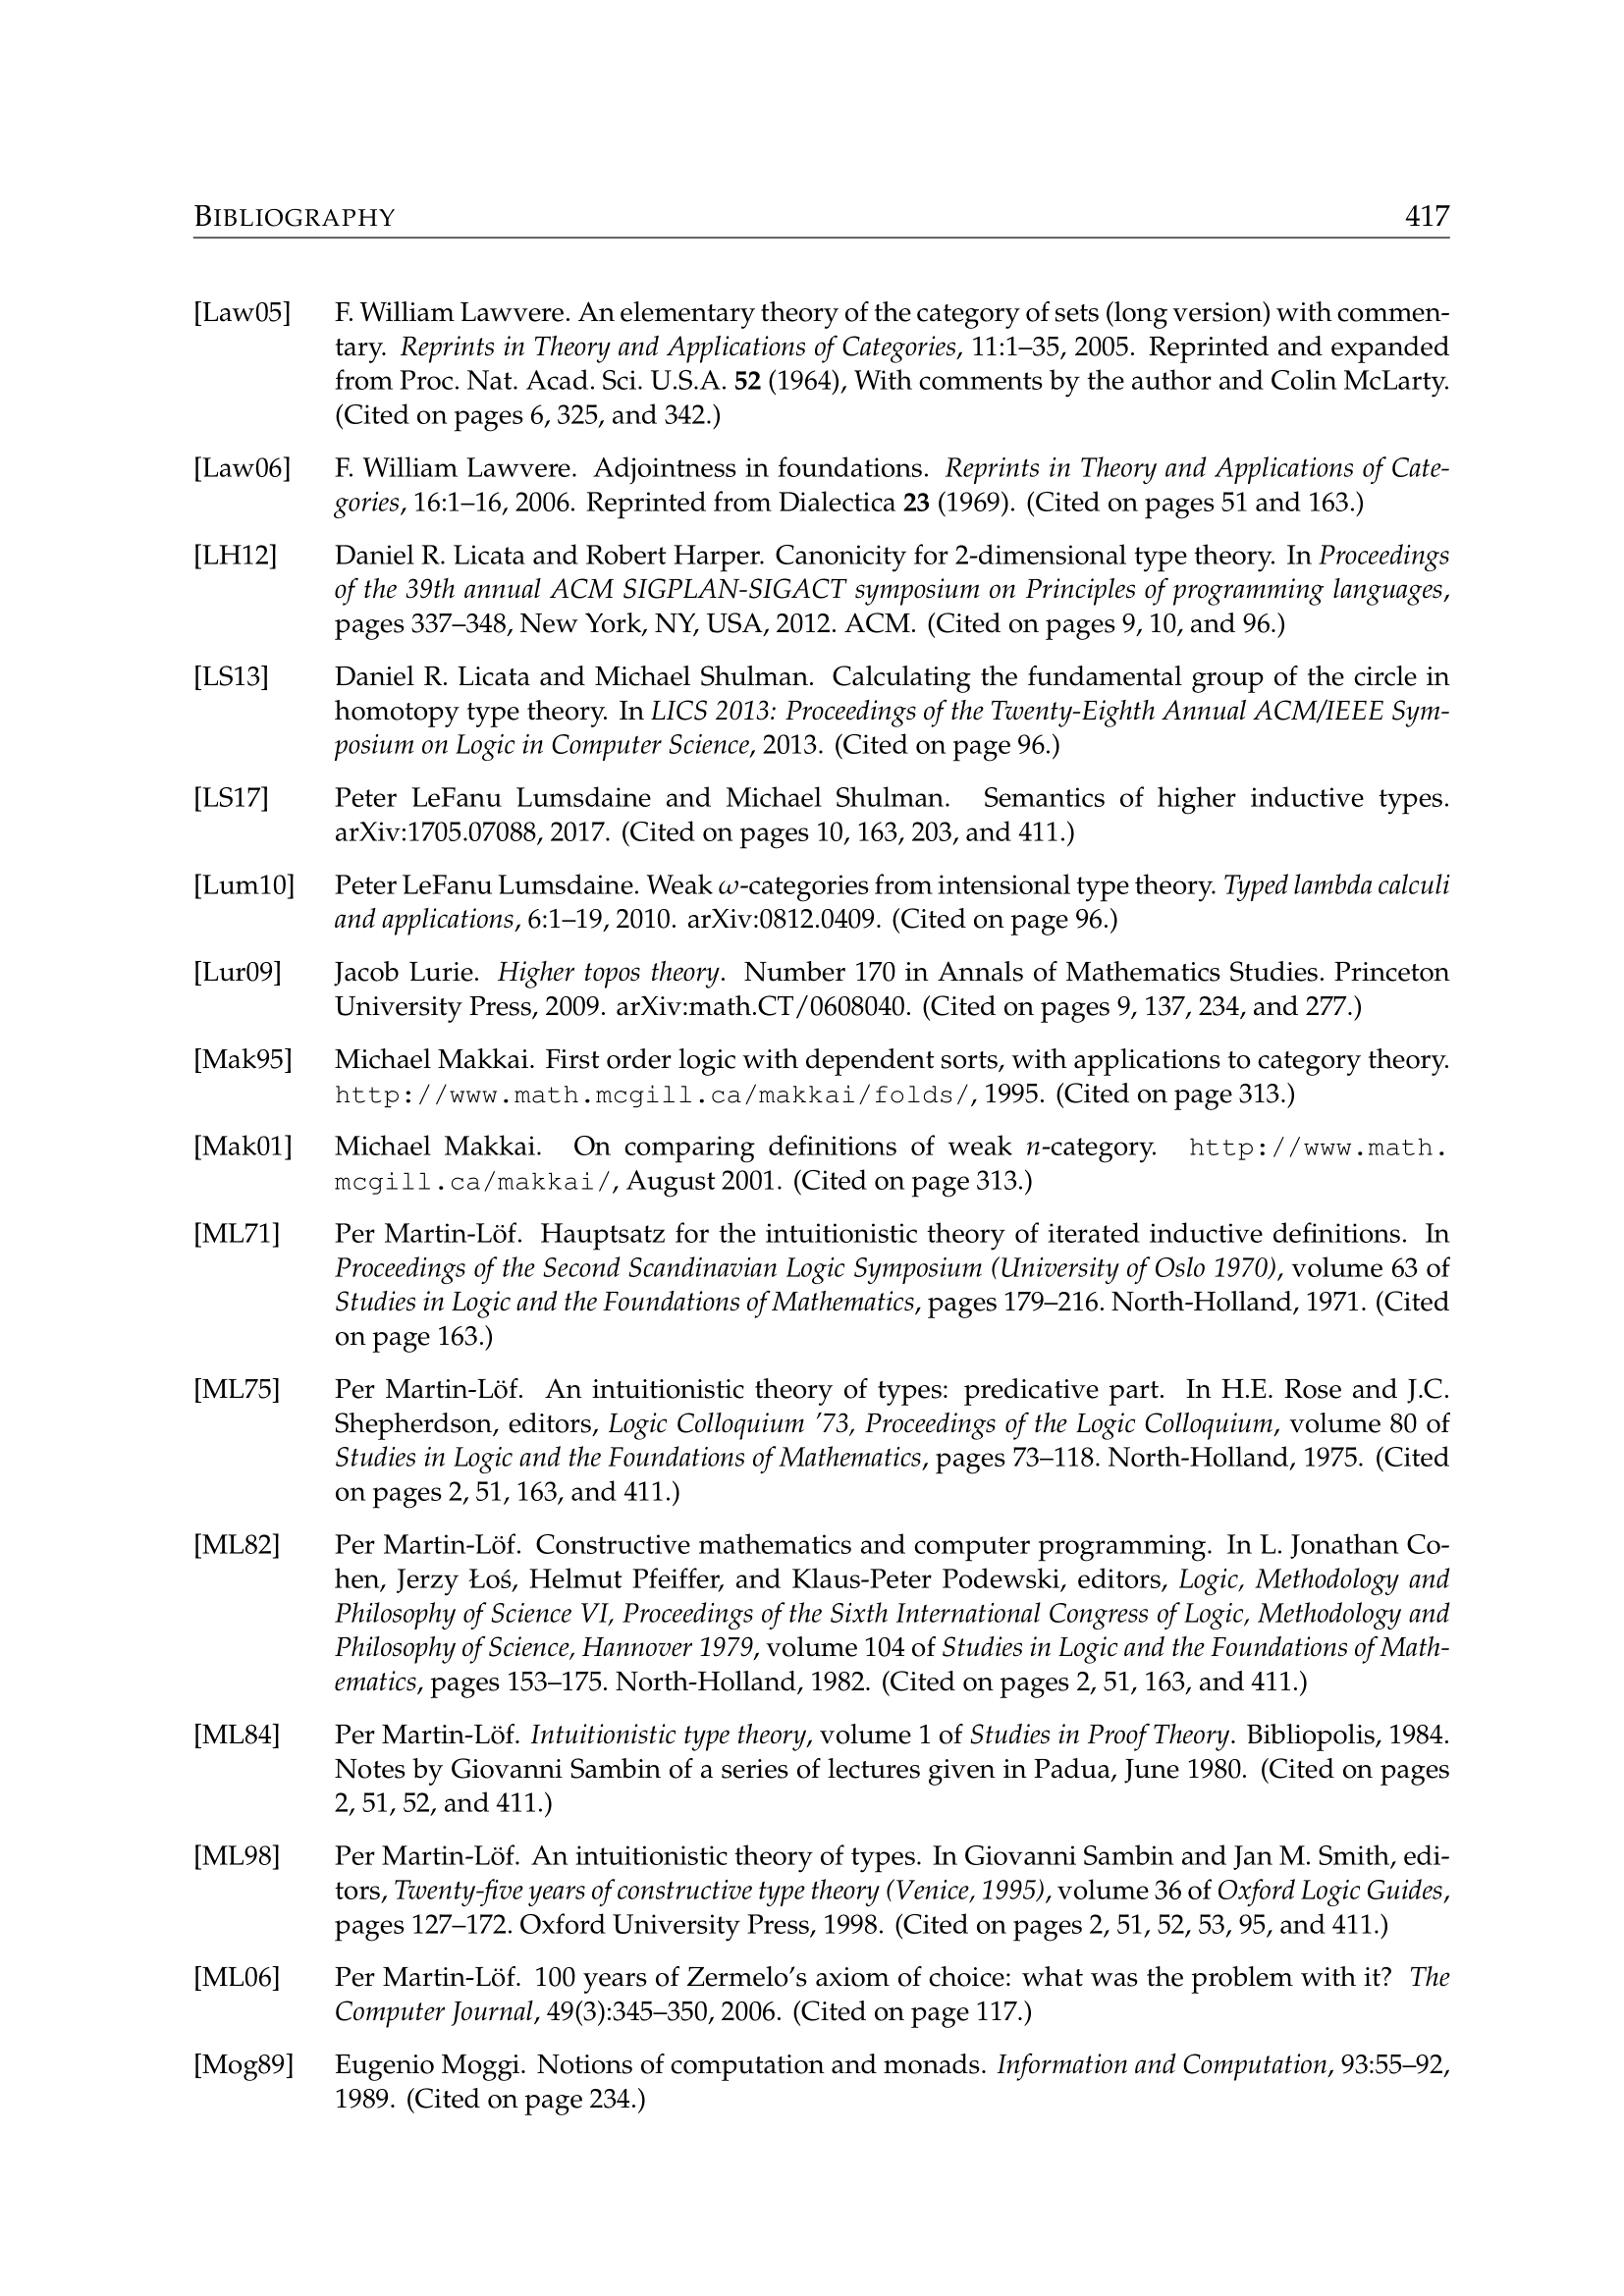 BIBLIOGRAPHY 417
[Law05] F. William Lawvere. An elementary theory of the category of sets (long version) with commen-
tary. Reprints in Theory and Applications of Categories, 11:1–35, 2005. Reprinted and expanded
from Proc. Nat. Acad. Sci. U.S.A. 52 (1964), With comments by the author and Colin McLarty.
(Cited on pages 6, 325, and 342.)
[Law06] F. William Lawvere. Adjointness in foundations. Reprints in Theory and Applications of Cate-
gories, 16:1–16, 2006. Reprinted from Dialectica 23 (1969). (Cited on pages 51 and 163.)
[LH12] Daniel R. Licata and Robert Harper. Canonicity for 2-dimensional type theory. In Proceedings
of the 39th annual ACM SIGPLAN-SIGACT symposium on Principles of programming languages,
pages 337–348, New York, NY, USA, 2012. ACM. (Cited on pages 9, 10, and 96.)
[LS13] Daniel R. Licata and Michael Shulman. Calculating the fundamental group of the circle in
homotopy type theory. In LICS 2013: Proceedings of the Twenty-Eighth Annual ACM/IEEE Sym-
posium on Logic in Computer Science, 2013. (Cited on page 96.)
[LS17] Peter LeFanu Lumsdaine and Michael Shulman. Semantics of higher inductive types.
arXiv:1705.07088, 2017. (Cited on pages 10, 163, 203, and 411.)
[Lum10] Peter LeFanu Lumsdaine. Weak ω-categories from intensional type theory. Typed lambda calculi
and applications, 6:1–19, 2010. arXiv:0812.0409. (Cited on page 96.)
[Lur09] Jacob Lurie. Higher topos theory. Number 170 in Annals of Mathematics Studies. Princeton
University Press, 2009. arXiv:math.CT/0608040. (Cited on pages 9, 137, 234, and 277.)
[Mak95] Michael Makkai. First order logic with dependent sorts, with applications to category theory.
http://www.math.mcgill.ca/makkai/folds/, 1995. (Cited on page 313.)
[Mak01] Michael Makkai. On comparing definitions of weak n-category. http://www.math.
mcgill.ca/makkai/, August 2001. (Cited on page 313.)
[ML71] Per Martin-Löf. Hauptsatz for the intuitionistic theory of iterated inductive definitions. In
Proceedings of the Second Scandinavian Logic Symposium (University of Oslo 1970), volume 63 of
Studies in Logic and the Foundations of Mathematics, pages 179–216. North-Holland, 1971. (Cited
on page 163.)
[ML75] Per Martin-Löf. An intuitionistic theory of types: predicative part. In H.E. Rose and J.C.
Shepherdson, editors, Logic Colloquium ’73, Proceedings of the Logic Colloquium, volume 80 of
Studies in Logic and the Foundations of Mathematics, pages 73–118. North-Holland, 1975. (Cited
on pages 2, 51, 163, and 411.)
[ML82] Per Martin-Löf. Constructive mathematics and computer programming. In L. Jonathan Co-
hen, Jerzy Łoś, Helmut Pfeiffer, and Klaus-Peter Podewski, editors, Logic, Methodology and
Philosophy of Science VI, Proceedings of the Sixth International Congress of Logic, Methodology and
Philosophy of Science, Hannover 1979, volume 104 of Studies in Logic and the Foundations of Math-
ematics, pages 153–175. North-Holland, 1982. (Cited on pages 2, 51, 163, and 411.)
[ML84] Per Martin-Löf. Intuitionistic type theory, volume 1 of Studies in Proof Theory. Bibliopolis, 1984.
Notes by Giovanni Sambin of a series of lectures given in Padua, June 1980. (Cited on pages
2, 51, 52, and 411.)
[ML98] Per Martin-Löf. An intuitionistic theory of types. In Giovanni Sambin and Jan M. Smith, edi-
tors, Twenty-five years of constructive type theory (Venice, 1995), volume 36 of Oxford Logic Guides,
pages 127–172. Oxford University Press, 1998. (Cited on pages 2, 51, 52, 53, 95, and 411.)
[ML06] Per Martin-Löf. 100 years of Zermelo’s axiom of choice: what was the problem with it? The
Computer Journal, 49(3):345–350, 2006. (Cited on page 117.)
[Mog89] Eugenio Moggi. Notions of computation and monads. Information and Computation, 93:55–92,
1989. (Cited on page 234.)